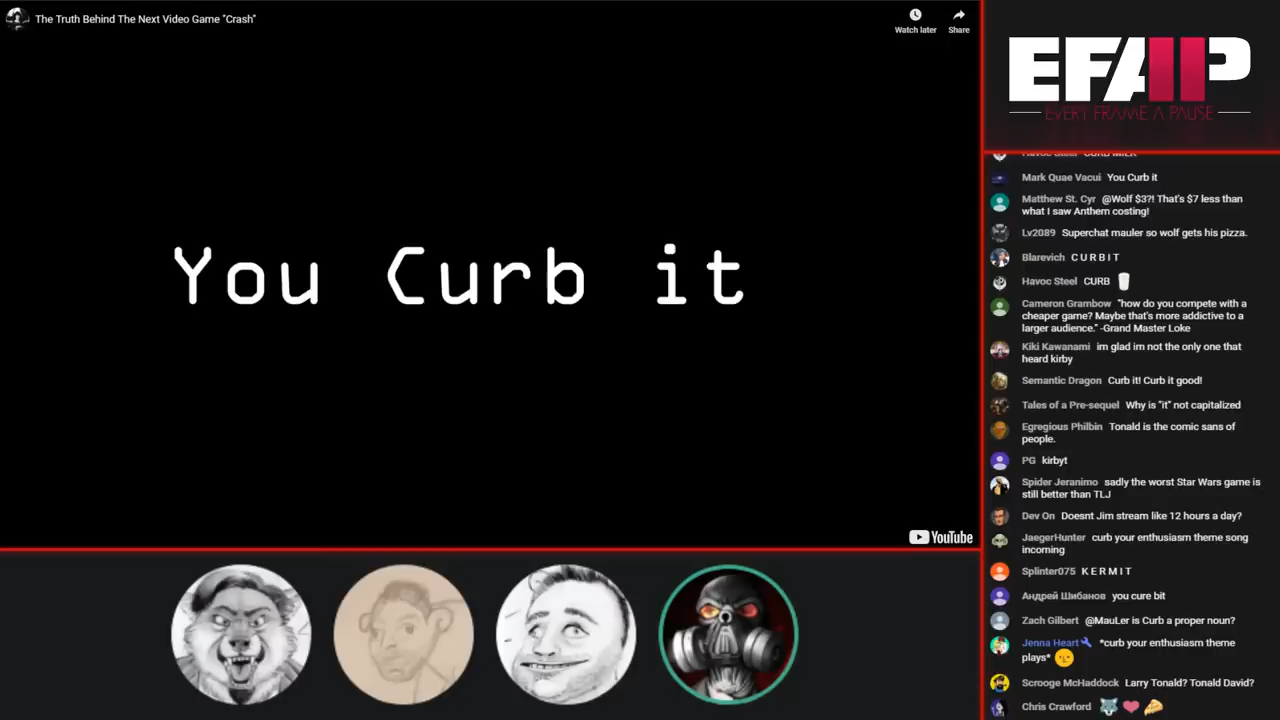 The Truth Behind The Next Video Game "Crash"
Watch later
Share
You Curb it
YouTube
EFAP
EVERY FRAME A PAUSE
Havoc Steel CURB MILK
Mark Quae Vacui You Curb it
Matthew St. Cyr @Wolf $3?! That's $7 less than
what I saw Anthem costing!
Lv2089 Superchat mauler so wolf gets his pizza.
Blarevich C U R B I T
Havoc Steel CURB 🥛
Cameron Grambow "how do you compete with a
cheaper game? Maybe that's more addictive to a
larger audience." -Grand Master Loke
Kiki Kawanami im glad im not the only one that
heard kirby
Semantic Dragon Curb it! Curb it good!
Tales of a Pre-sequel Why is "it" not capitalized
Egregious Philbin Tonald is the comic sans of
people.
PG kirbyt
Spider Jeranimo sadly the worst Star Wars game is
still better than TLJ
Dev On Doesnt Jim stream like 12 hours a day?
JaegerHunter curb your enthusiasm theme song
incoming
Splinter075 K E R M I T
Андрей Шибанов you cure bit
Zach Gilbert @MauLer is Curb a proper noun?
Jenna Heart *curb your enthusiasm theme
plays* 🌝
Scrooge McHaddock Larry Tonald? Tonald David?
Chris Crawford 🐺❤️🍕